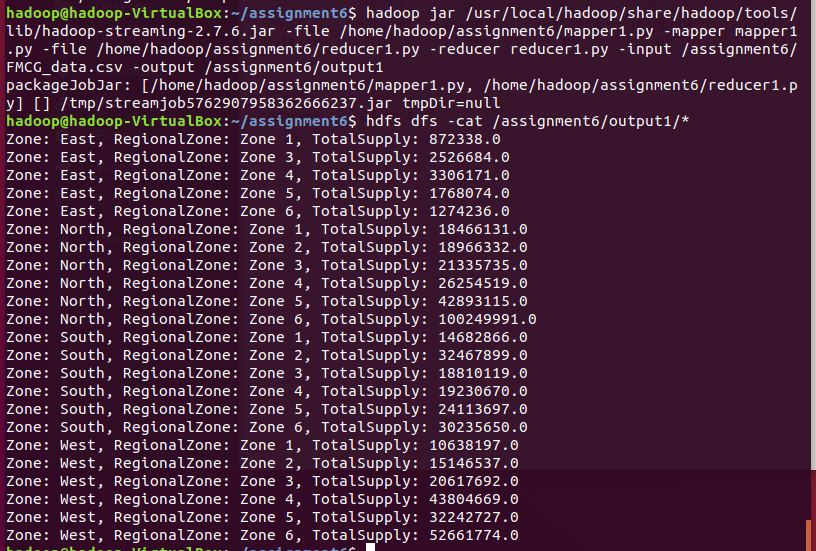 hadoop@hadoop-VirtualBox:~/assignment6$ hadoop jar /usr/local/hadoop/share/hadoop/tools/
lib/hadoop-streaming-2.7.6.jar -file /home/hadoop/assignment6/mapper1.py -mapper mapper1
.py -file /home/hadoop/assignment6/reducer1.py -reducer reducer1.py -input /assignment6/
FMCG_data.csv -output /assignment6/output1
packageJobJar: [/home/hadoop/assignment6/mapper1.py, /home/hadoop/assignment6/reducer1.p
y] [] /tmp/streamjob5762907958362666237.jar tmpDir=null
hadoop@hadoop-VirtualBox:~/assignment6$ hdfs dfs -cat /assignment6/output1/*
Zone: East, RegionalZone: Zone 1, TotalSupply: 872338.0
Zone: East, RegionalZone: Zone 3, TotalSupply: 2526684.0
Zone: East, RegionalZone: Zone 4, TotalSupply: 3306171.0
Zone: East, RegionalZone: Zone 5, TotalSupply: 1768074.0
Zone: East, RegionalZone: Zone 6, TotalSupply: 1274236.0
Zone: North, RegionalZone: Zone 1, TotalSupply: 18466131.0
Zone: North, RegionalZone: Zone 2, TotalSupply: 18966332.0
Zone: North, RegionalZone: Zone 3, TotalSupply: 21335735.0
Zone: North, RegionalZone: Zone 4, TotalSupply: 26254519.0
Zone: North, RegionalZone: Zone 5, TotalSupply: 42893115.0
Zone: North, RegionalZone: Zone 6, TotalSupply: 100249991.0
Zone: South, RegionalZone: Zone 1, TotalSupply: 14682866.0
Zone: South, RegionalZone: Zone 2, TotalSupply: 32467899.0
Zone: South, RegionalZone: Zone 3, TotalSupply: 18810119.0
Zone: South, RegionalZone: Zone 4, TotalSupply: 19230670.0
Zone: South, RegionalZone: Zone 5, TotalSupply: 24113697.0
Zone: South, RegionalZone: Zone 6, TotalSupply: 30235650.0
Zone: West, RegionalZone: Zone 1, TotalSupply: 10638197.0
Zone: West, RegionalZone: Zone 2, TotalSupply: 15146537.0
Zone: West, RegionalZone: Zone 3, TotalSupply: 20617692.0
Zone: West, RegionalZone: Zone 4, TotalSupply: 43804669.0
Zone: West, RegionalZone: Zone 5, TotalSupply: 32242727.0
Zone: West, RegionalZone: Zone 6, TotalSupply: 52661774.0
hadoop@hadoop-VirtualBox:~/assignment6$